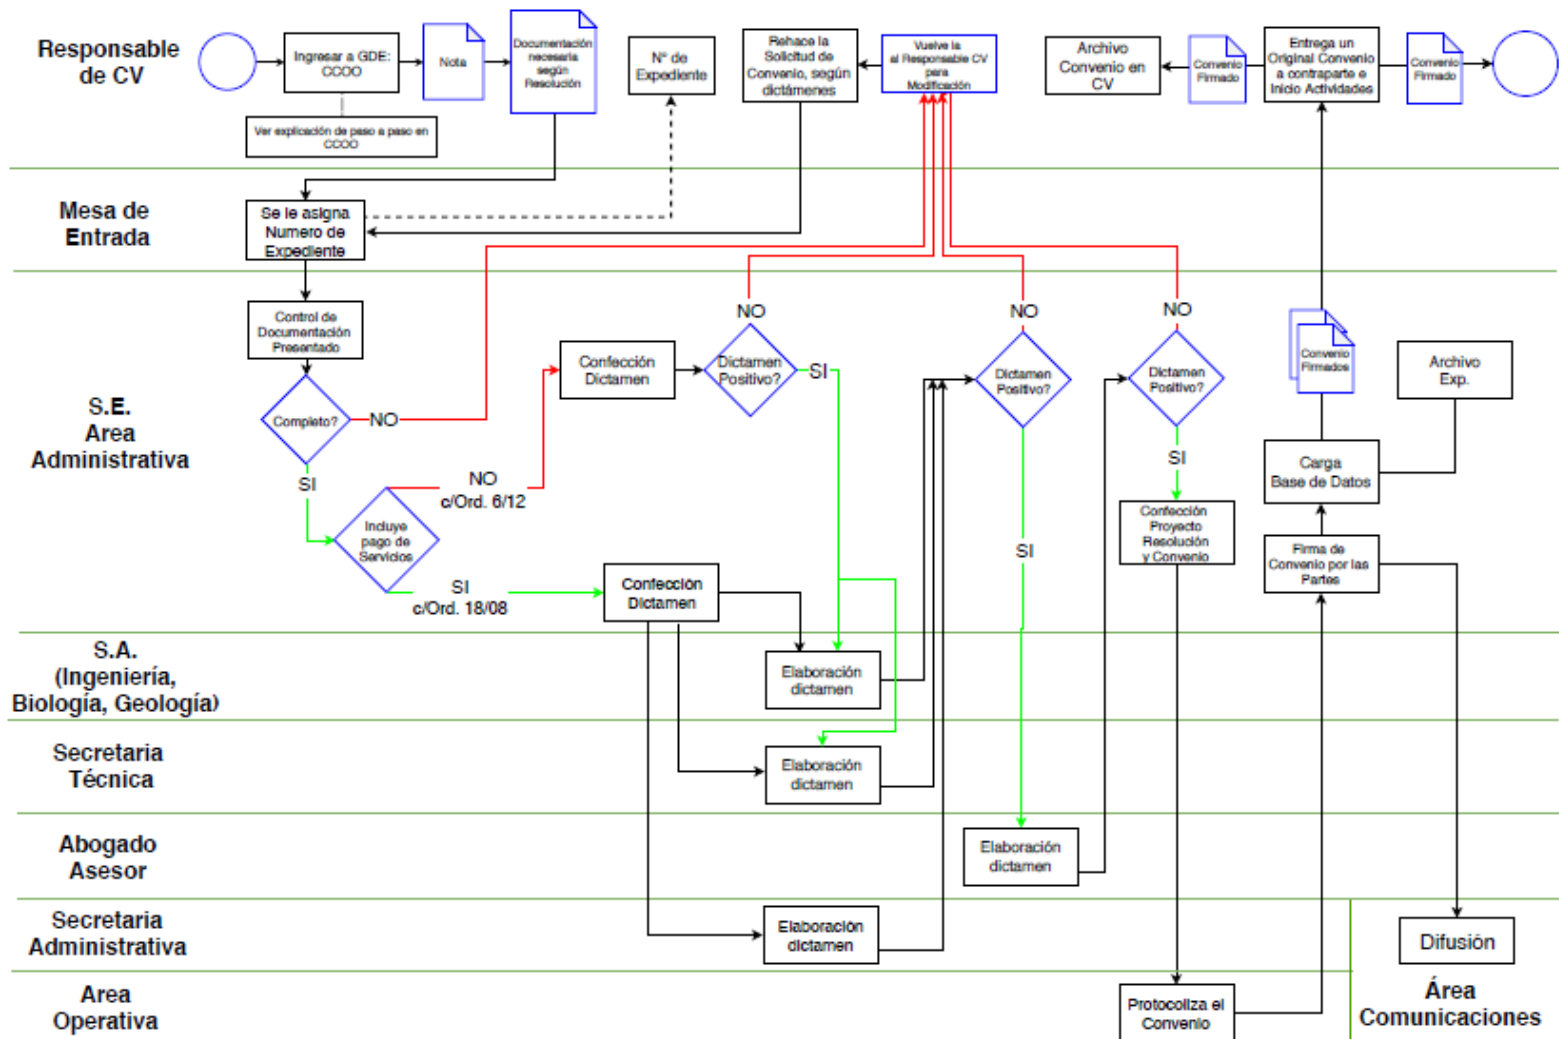 Responsable
de CV
Ingresar a GDE:
CCOO
Ver explicación de paso a paso en
CCOO
Nota
Documentación
necesaria
según
Resolución
N° de
Expediente
Rehace la
Solicitud de
Convenio, según
dictámenes
Vuelve la
al Responsable CV
para
Modificación
Archivo
Convenio en
CV
Convenio
Firmado
Entrega un
Original Convenio
a contraparte e
Inicio Actividades
Convenio
Firmado
Mesa de
Entrada
Se le asigna
Numero de
Expediente
S.E.
Area
Administrativa
Control de
Documentación
Presentado
Completo?
NO
SI
Incluye
pago de
Servicios
NO
c/Ord. 6/12
SI
c/Ord. 18/08
Confección
Dictamen
Dictamen
Positivo?
NO
SI
Confección
Dictamen
NO
Dictamen
Positivo?
SI
NO
Dictamen
Positivo?
SI
Confección
Proyecto
Resolución
y Convenio
Convenio
Firmados
Archivo
Exp.
Carga
Base de Datos
Firma de
Convenio por las
Partes
S.A.
(Ingeniería,
Biología, Geología)
Elaboración
dictamen
Secretaria
Técnica
Elaboración
dictamen
Abogado
Asesor
Elaboración
dictamen
Secretaria
Administrativa
Elaboración
dictamen
Difusión
Area
Operativa
Protocoliza el
Convenio
Área
Comunicaciones